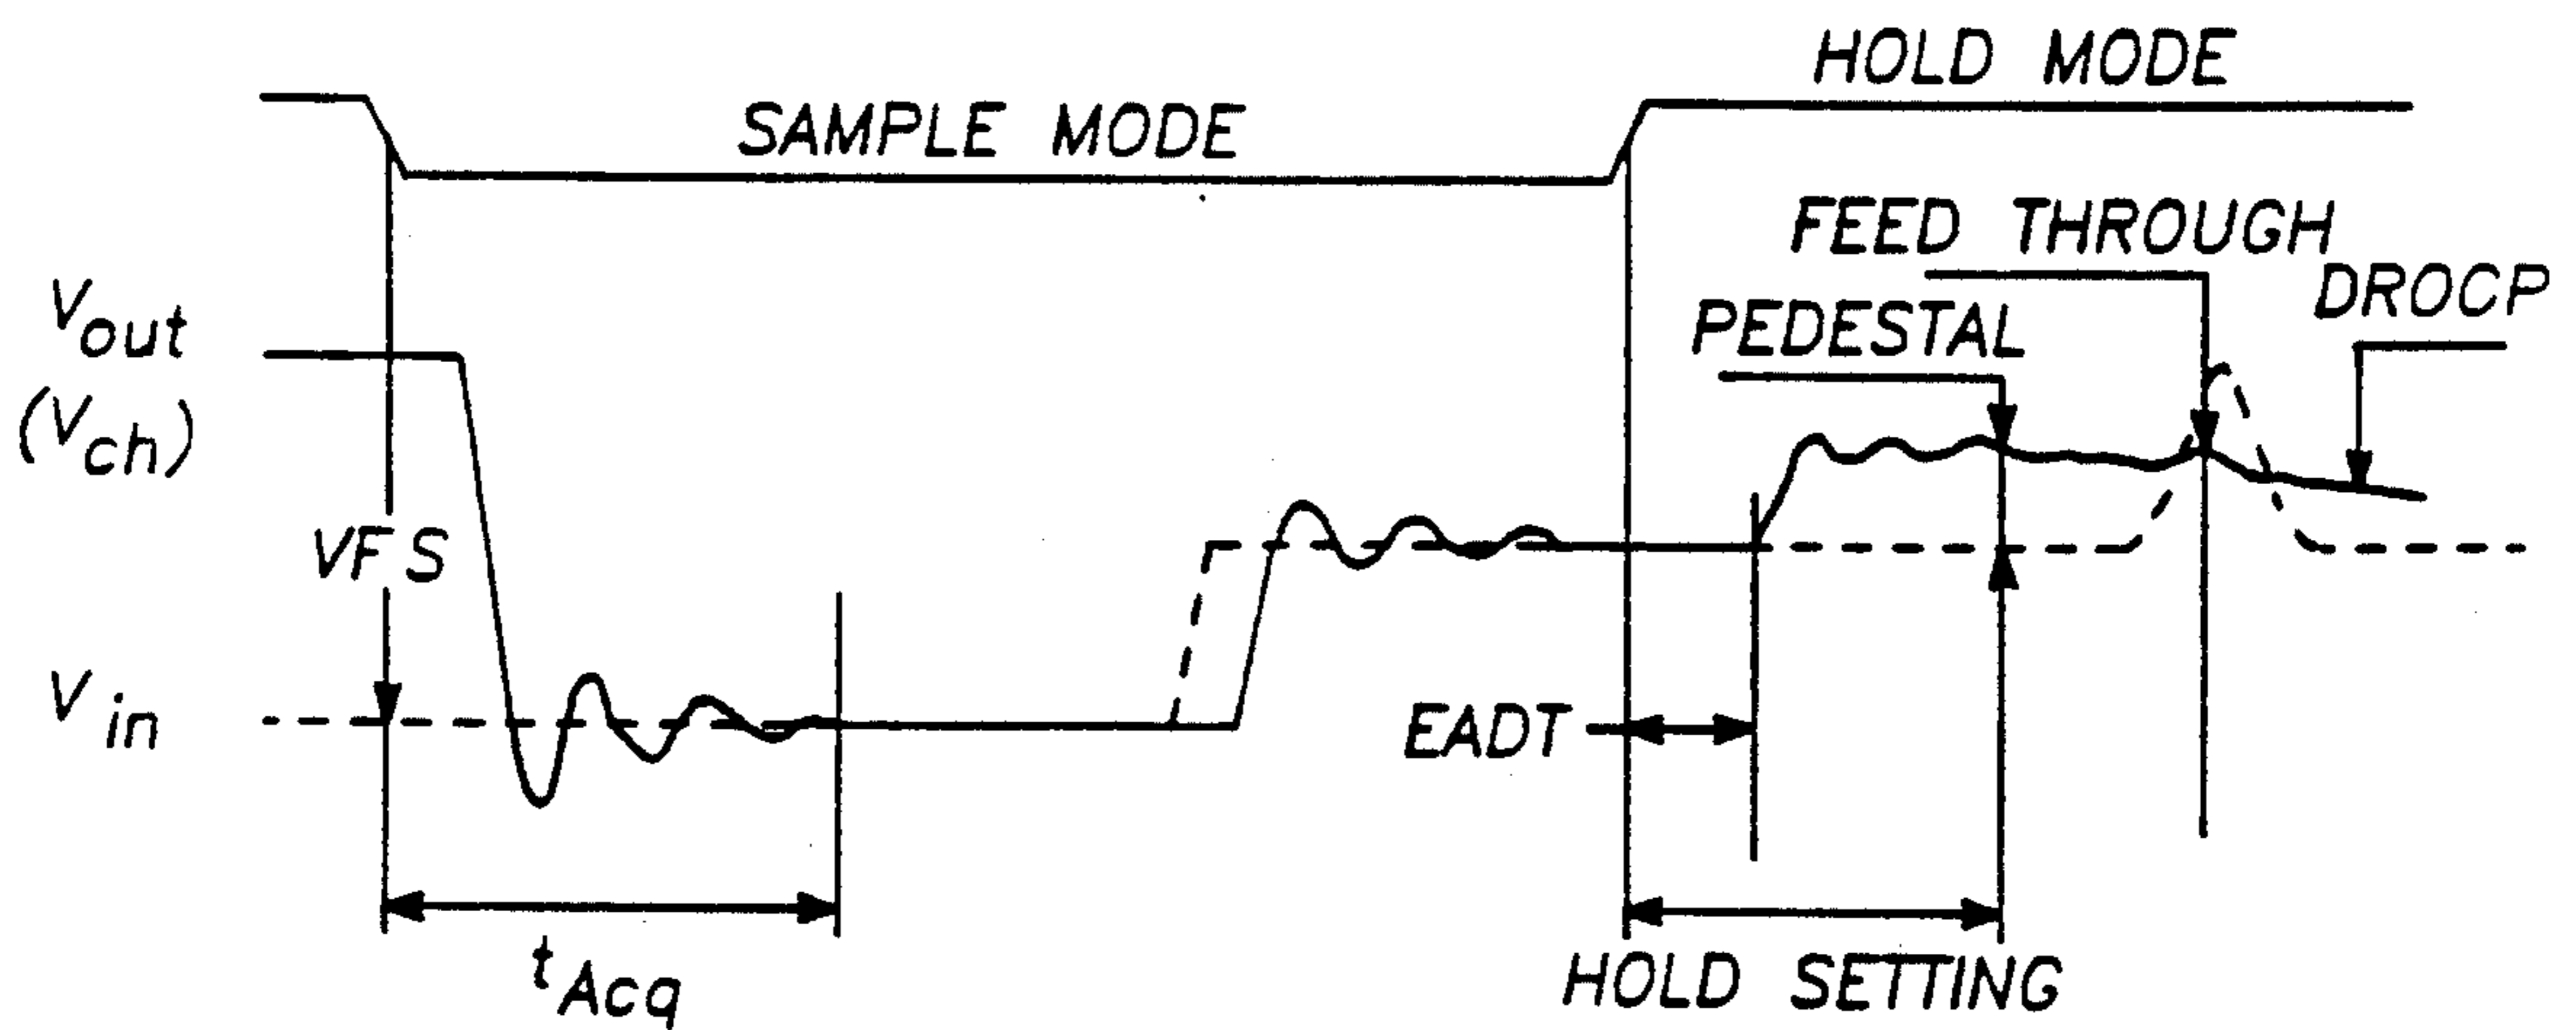 HOLD MODE
SAMPLE MODE
FEED THROUGH
DROCP
PEDESTAL
Vout
(Vch)
VFS
Vin
EADT
tAcq
HOLD SETTING